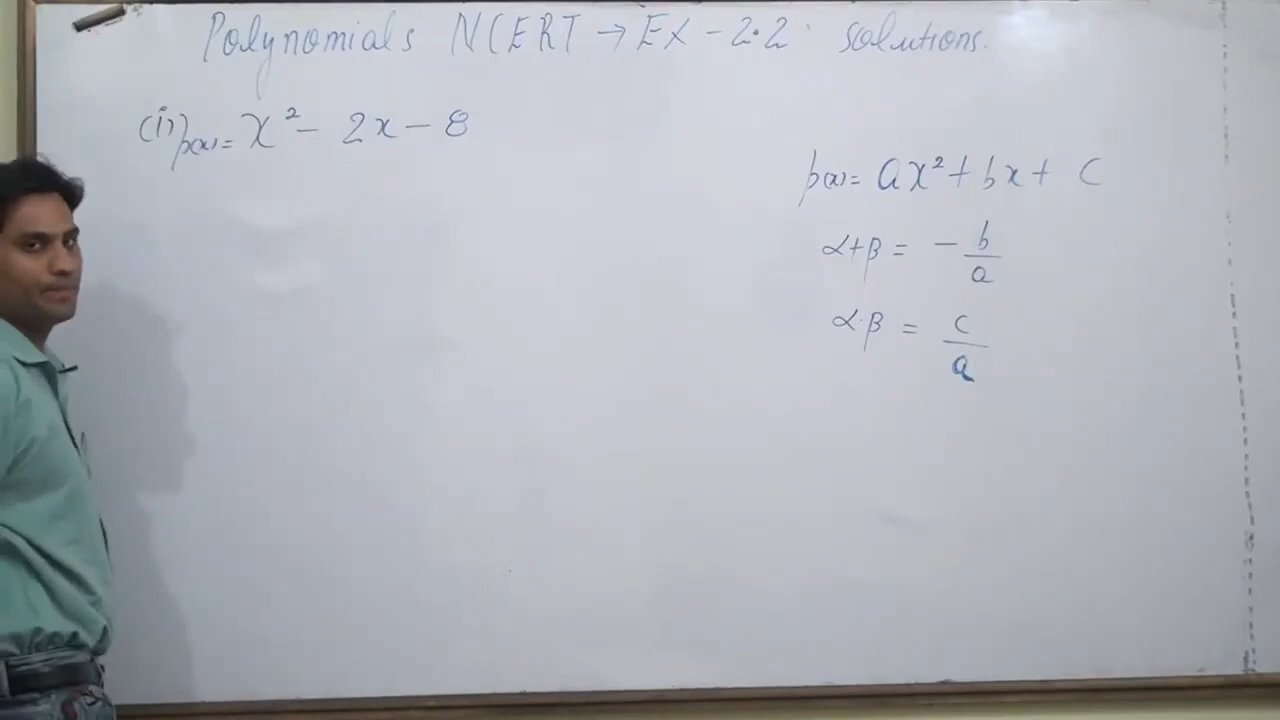 Polynomials NCERT → Ex - 2.2 solutions.
(i) p(x) = x² - 2x - 8
p(x) = ax² + bx + c
α+β = - b/a
α.β = c/a